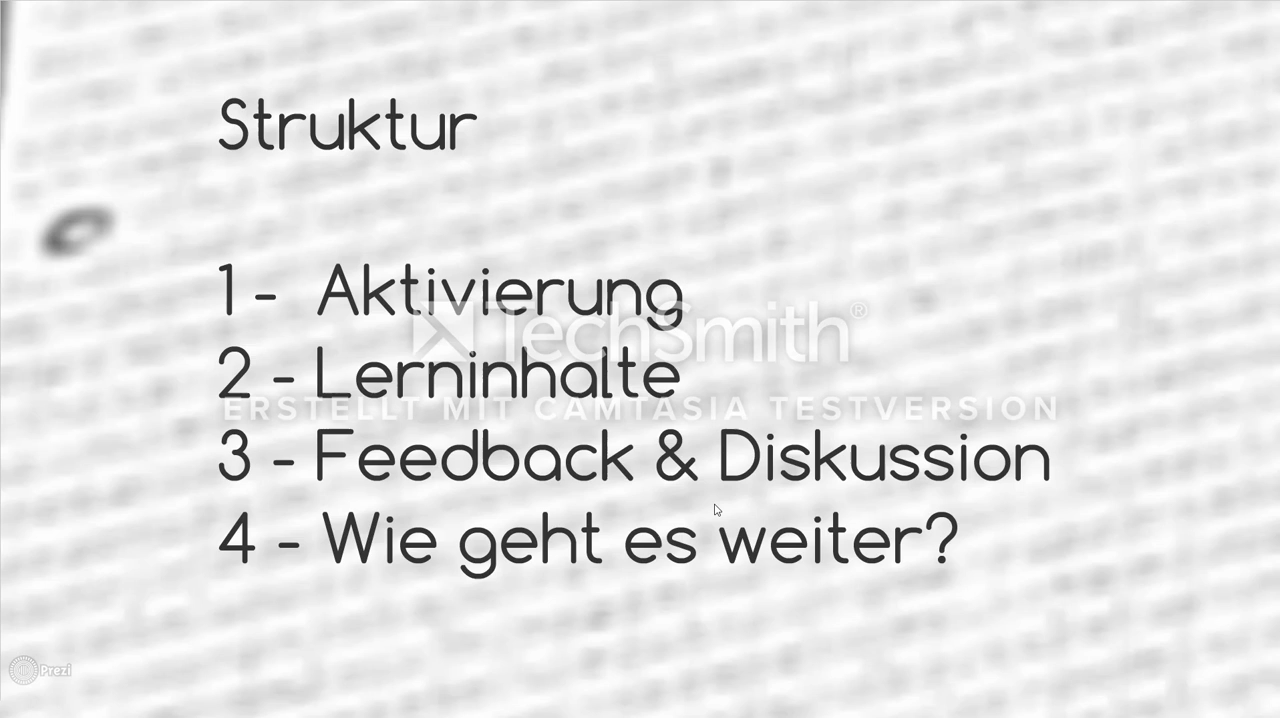 Struktur
1 - Aktivierung
TechSmith®
2 - Lerninhalte
ERSTELLT MIT CAMTASIA TESTVERSION
3 - Feedback & Diskussion
4 - Wie geht es weiter?
Prezi